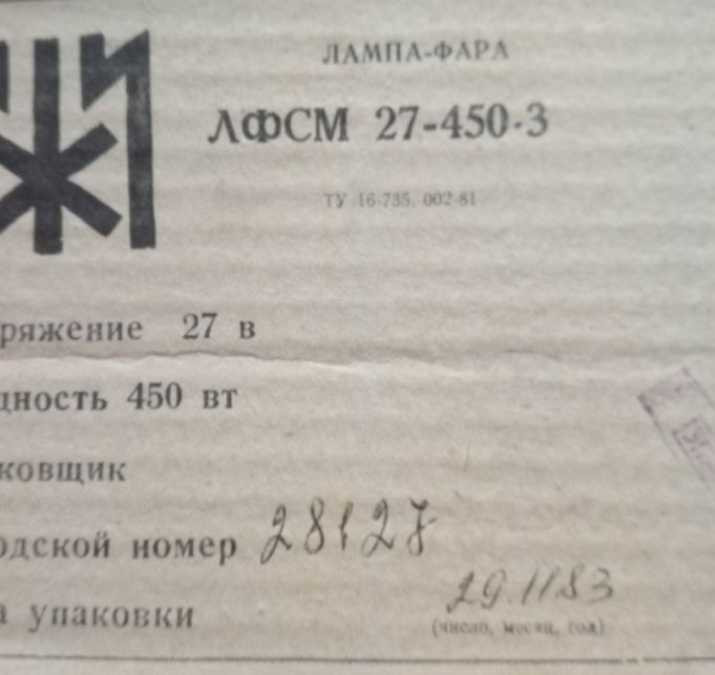 ЛАМПА-ФАРА
ЛФСМ 27-450-3
ТУ 16-735. 002-81
ряжение 27 в
щность 450 вт
ковщик
одской номер 28127
а упаковки 29.11 83
(число, месяц, год)